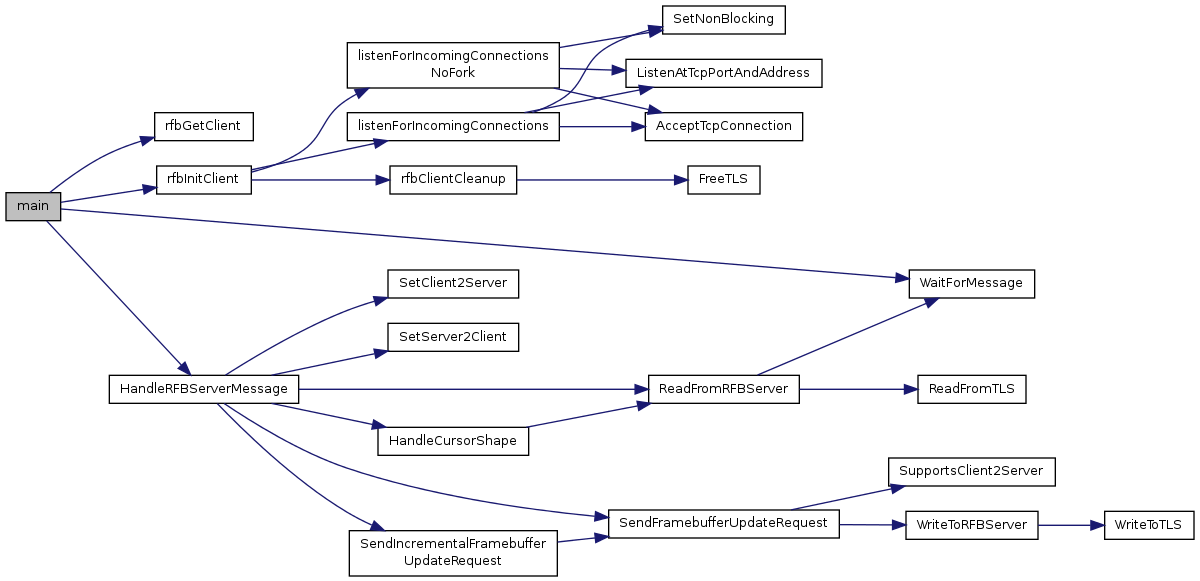 SetNonBlocking
listenForIncomingConnections
NoFork
ListenAtTcpPortAndAddress
rfbGetClient
listenForIncomingConnections
AcceptTcpConnection
rfbInitClient
rfbClientCleanup
FreeTLS
main
SetClient2Server
WaitForMessage
SetServer2Client
HandleRFBServerMessage
ReadFromRFBServer
ReadFromTLS
HandleCursorShape
SupportsClient2Server
SendFramebufferUpdateRequest
WriteToRFBServer
WriteToTLS
SendIncrementalFramebuffer
UpdateRequest